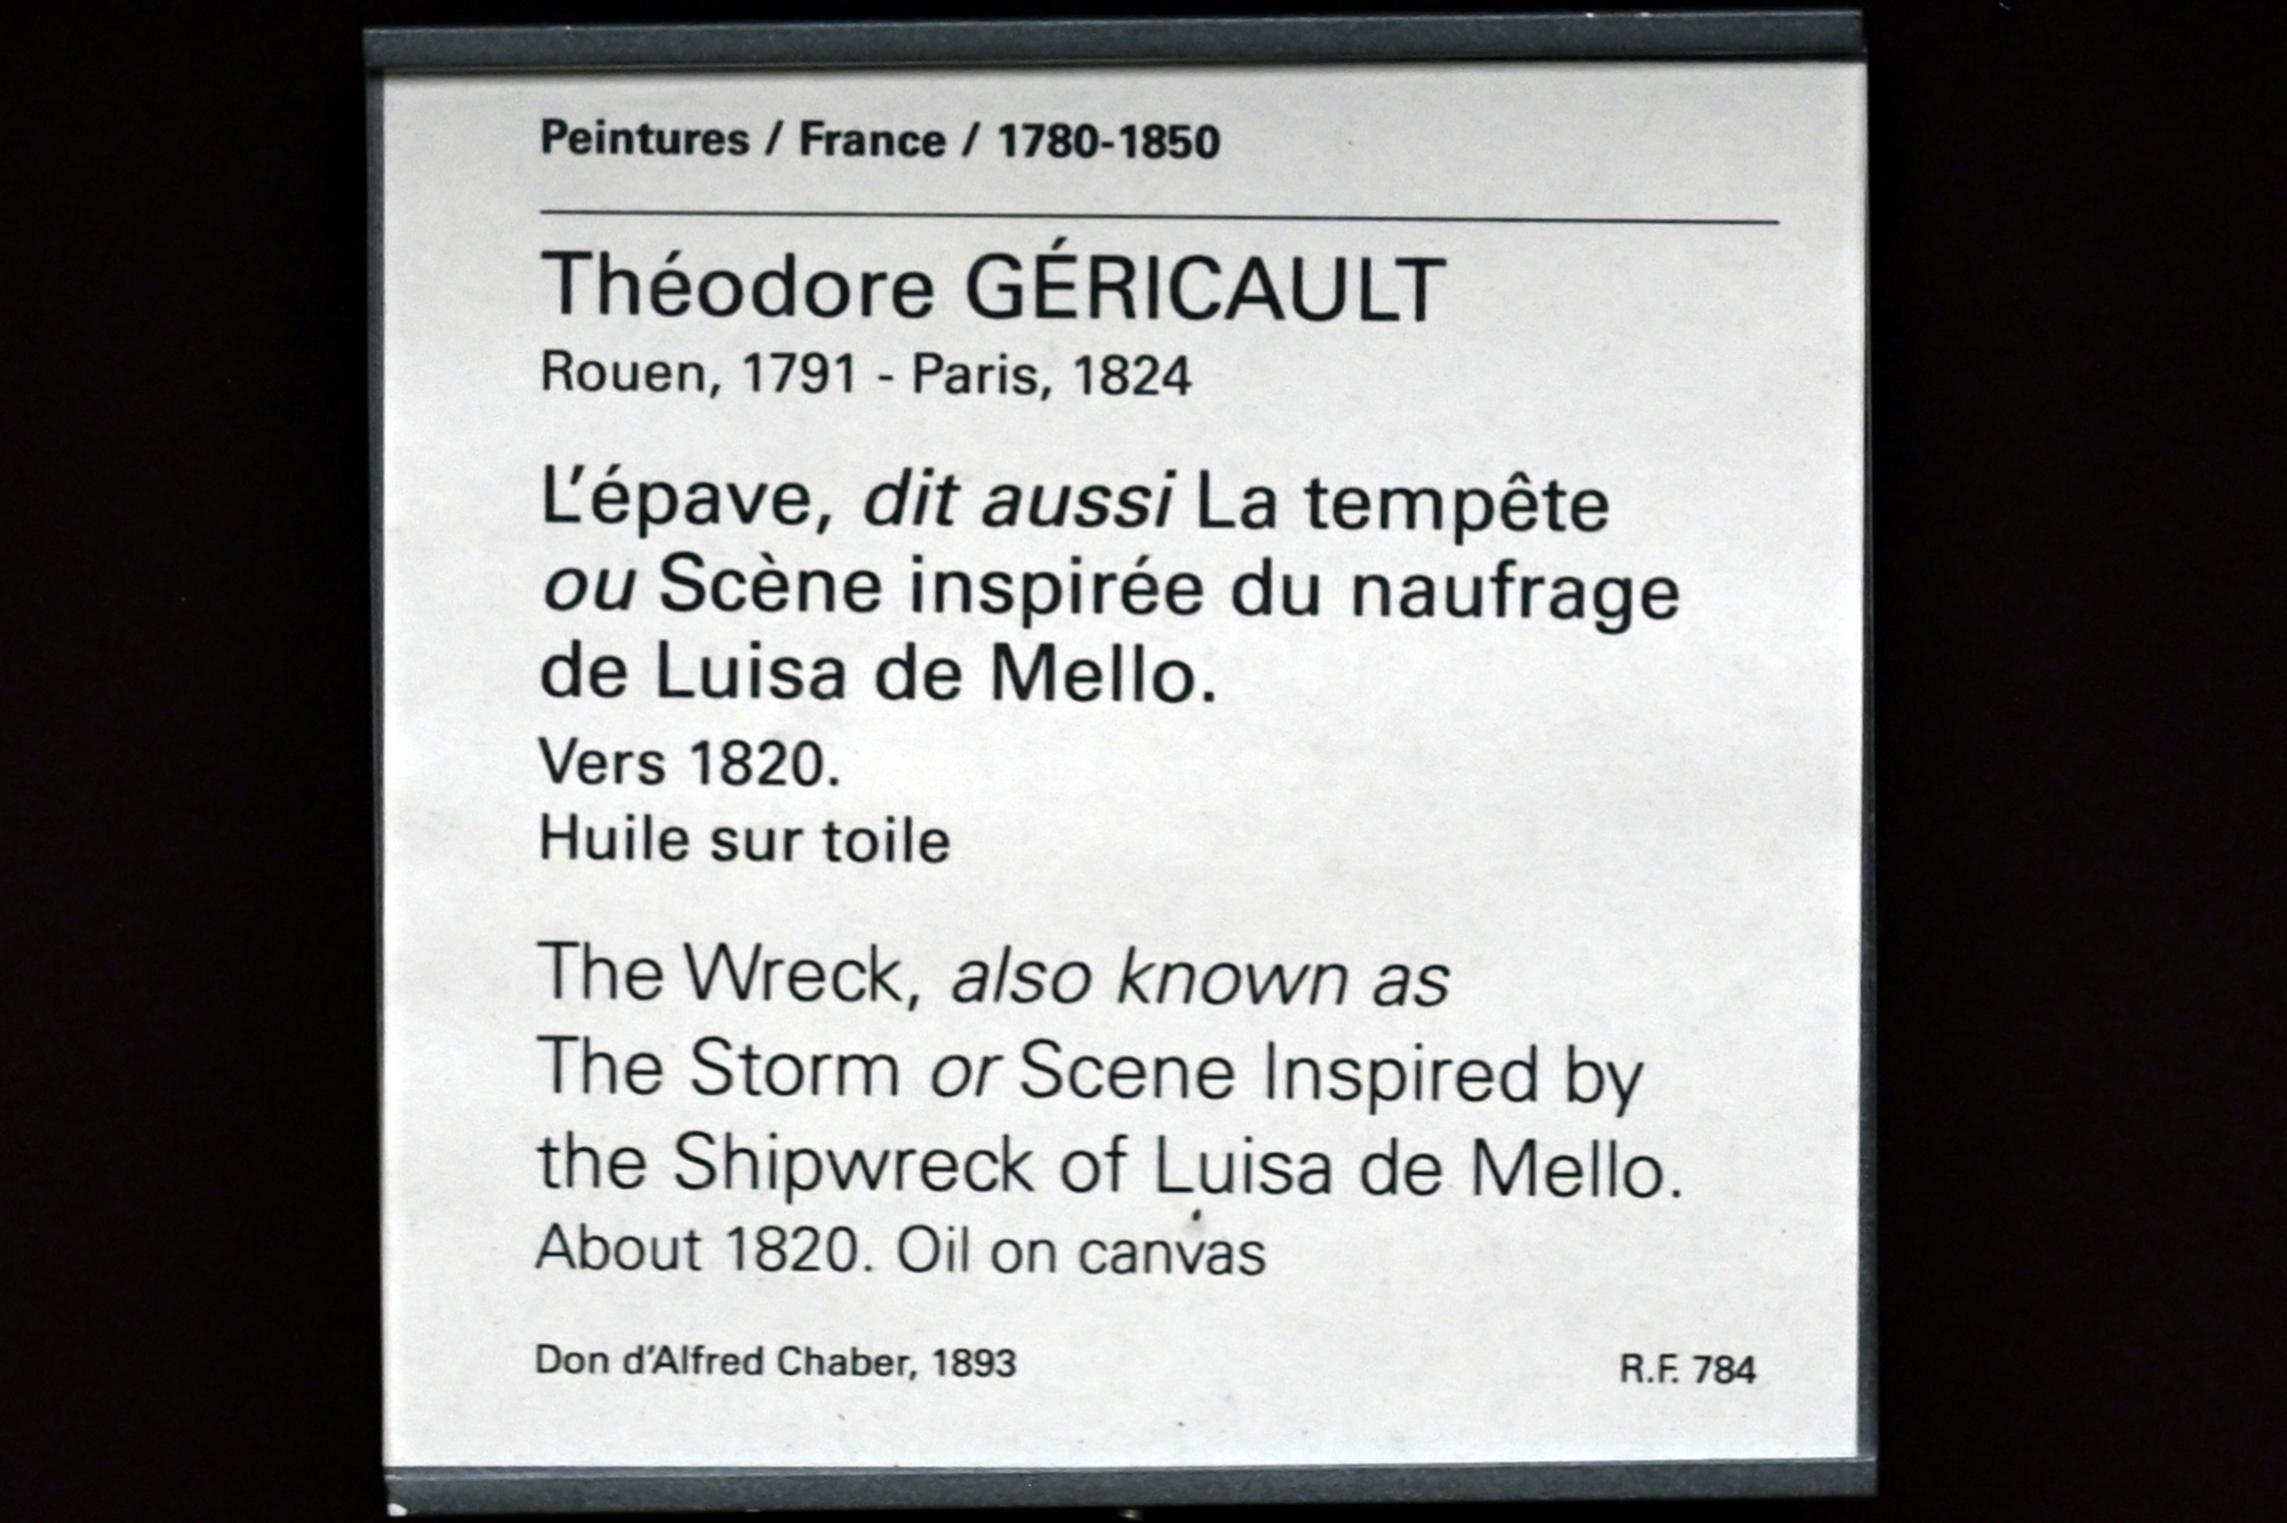 Peintures / France / 1780-1850
Théodore GÉRICAULT
Rouen, 1791 - Paris, 1824
L'épave, dit aussi La tempête
ou Scène inspirée du naufrage
de Luisa de Mello.
Vers 1820.
Huile sur toile
The Wreck, also known as
The Storm or Scene Inspired by
the Shipwreck of Luisa de Mello.
About 1820. Oil on canvas
Don d'Alfred Chaber, 1893
R.F. 784